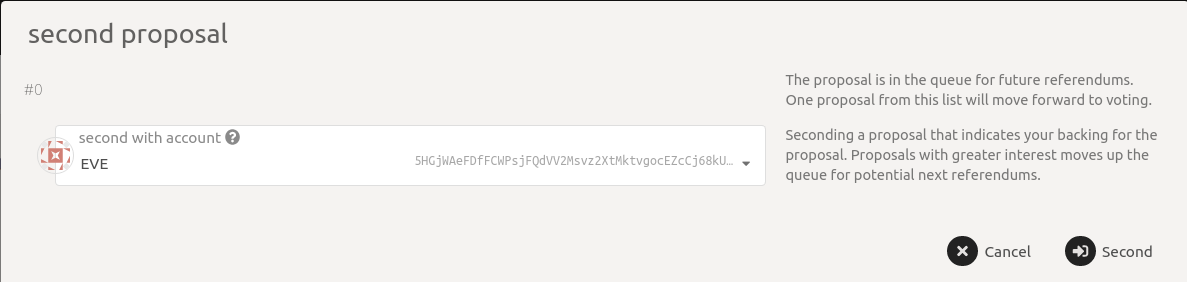 second proposal
#0
second with account
EVE
5HGjWAeFDfFCWPsjFQdVV2Msvz2XtMktvgocEZcCj68kU…
The proposal is in the queue for future referendums.
One proposal from this list will move forward to voting.
Seconding a proposal that indicates your backing for the
proposal. Proposals with greater interest moves up the
queue for potential next referendums.
Cancel
Second